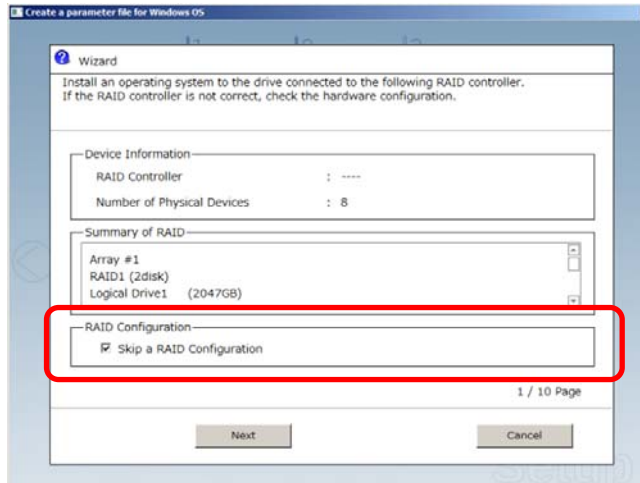 Create a parameter file for Windows OS
Wizard
Install an operating system to the drive connected to the following RAID controller.
If the RAID controller is not correct, check the hardware configuration.
Device Information
RAID Controller : ----
Number of Physical Devices : 8
Summary of RAID
Array #1
RAID1 (2disk)
Logical Drive1 (2047GB)
RAID Configuration
Skip a RAID Configuration
1 / 10 Page
Next Cancel